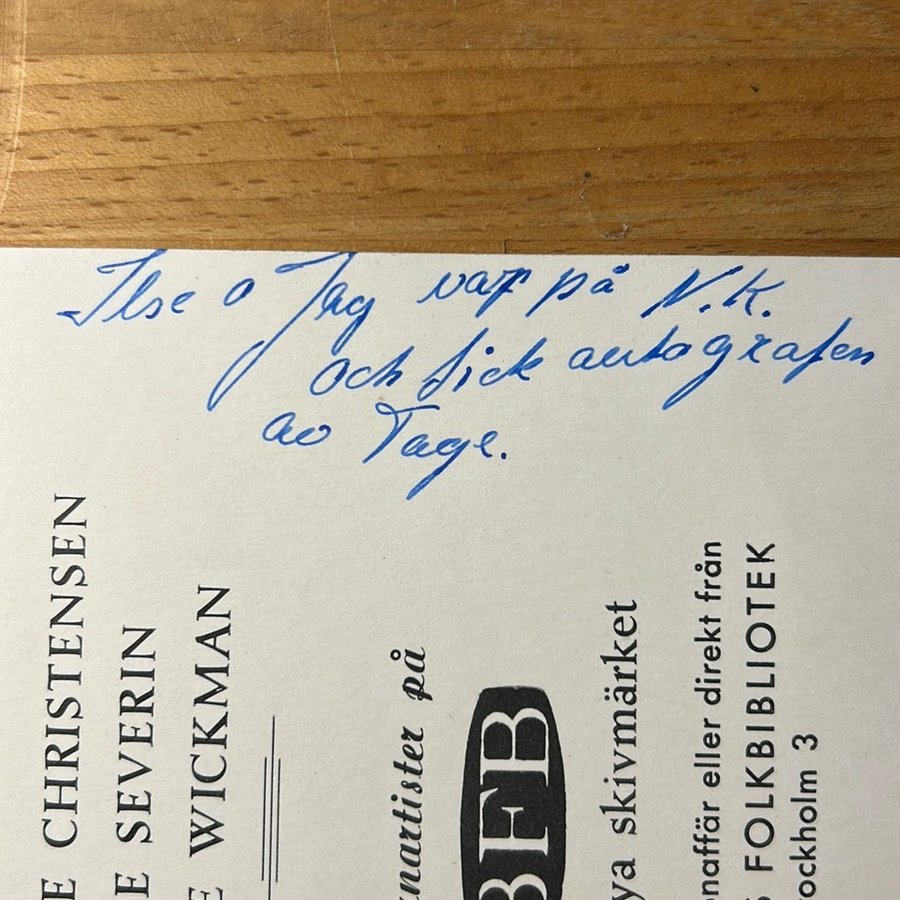 Ilse o Jag var på N.K.
och fick autografen
av Tage.
E CHRISTENSEN
E SEVERIN
E WICKMAN
nartister på
BFB
ya skivmärket
naffär eller direkt från
S FOLKBIBLIOTEK
ockholm 3